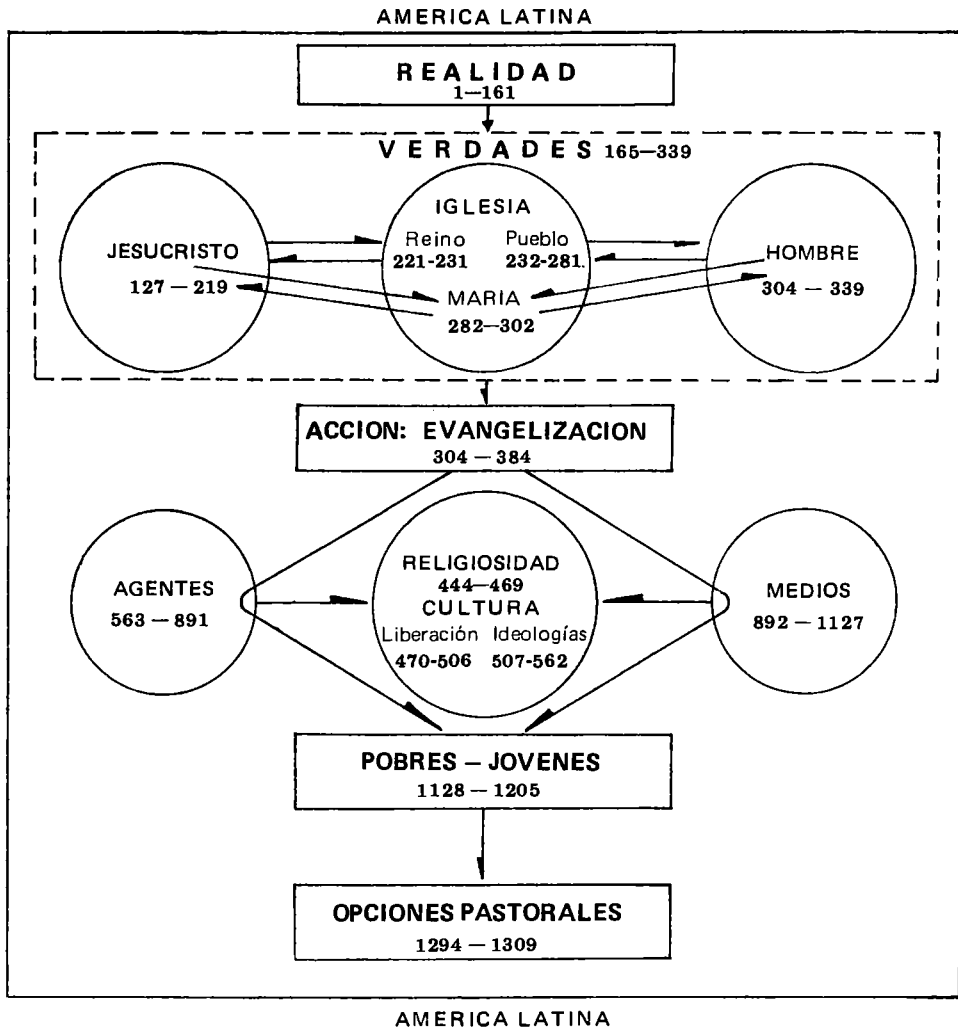 AMERICA LATINA
REALIDAD
1—161
VERDADES 165—339
JESUCRISTO
127 — 219
IGLESIA
Reino Pueblo
221-231 232-281.
MARIA
282—302
HOMBRE
304 — 339
ACCION: EVANGELIZACION
304 — 384
AGENTES
563 — 891
RELIGIOSIDAD
444—469
CULTURA
Liberación Ideologías
470-506 507-562
MEDIOS
892 — 1127
POBRES — JOVENES
1128 — 1205
OPCIONES PASTORALES
1294 — 1309
AMERICA LATINA